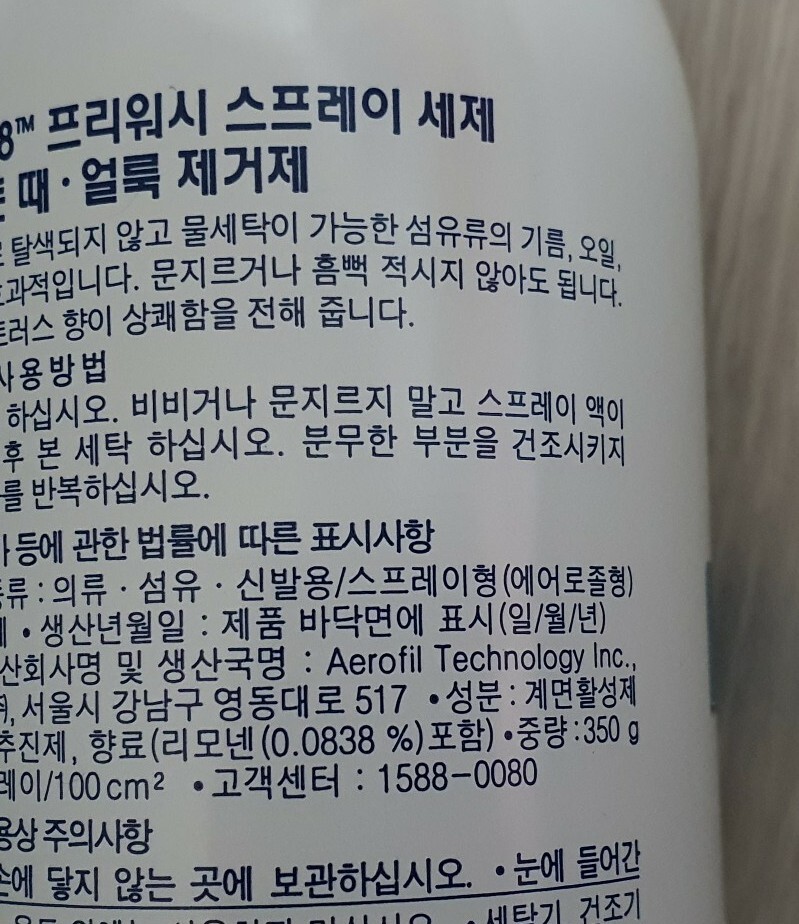 8™ 프리워시 스프레이 세제
때·얼룩 제거제
탈색되지 않고 물세탁이 가능한 섬유류의 기름, 오일,
과적입니다. 문지르거나 흠뻑 적시지 않아도 됩니다.
트러스 향이 상쾌함을 전해 줍니다.
사용방법
하십시오. 비비거나 문지르지 말고 스프레이 액이
후 본 세탁 하십시오. 분무한 부분을 건조시키지
를 반복하십시오.
등에 관한 법률에 따른 표시사항
류 : 의류 · 섬유 · 신발용/스프레이형(에어로졸형)
• 생산년월일 : 제품 바닥면에 표시(일/월/년)
산회사명 및 생산국명 : Aerofil Technology Inc.,
서울시 강남구 영동대로 517 •성분 : 계면활성제
추진제, 향료(리모넨(0.0838 %)포함) •중량:350 g
레이/100cm² •고객센터 : 1588-0080
용상 주의사항
손에 닿지 않는 곳에 보관하십시오. • 눈에 들어간
• 세탁기 건조기